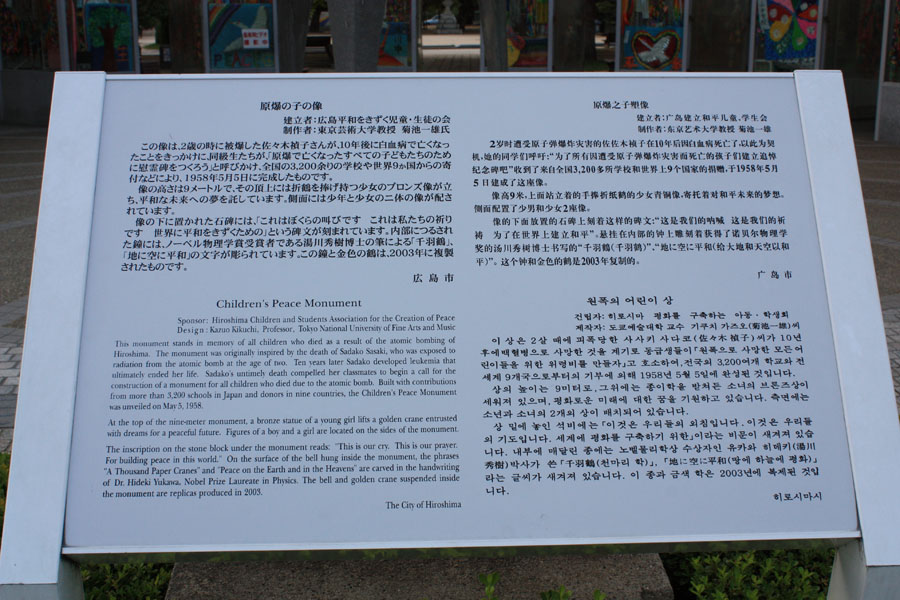 原爆の子の像
建立者：広島平和をきずく児童・生徒の会
制作者：東京芸術大学教授 菊池一雄氏
この像は、2歳の時に被爆した佐々木禎子さんが、10年後に白血病で亡くなっ
たことをきっかけに、同級生たちが、「原爆で亡くなったすべての子どもたちのため
に慰霊碑をつくろう」と呼びかけ、全国の3,200余りの学校や世界9ヵ国からの寄
付などにより、1958年5月5日に完成したものです。
像の高さは9メートルで、その頂上には折鶴を捧げ持つ少女のブロンズ像が立
ち、平和な未来への夢を託しています。側面には少年と少女の二体の像が配さ
れています。
像の下に置かれた石碑には、「これはぼくらの叫びです これは私たちの祈り
です 世界に平和をきずくための」という碑文が刻まれています。内部につるされ
た鐘には、ノーベル物理学賞受賞者である湯川秀樹博士の筆による「千羽鶴」、
「地に空に平和」の文字が彫られています。この鐘と金色の鶴は、2003年に複製
されたものです。
広島市
Children's Peace Monument
Sponsor: Hiroshima Children and Students Association for the Creation of Peace
Design: Kazuo Kikuchi, Professor, Tokyo National University of Fine Arts and Music
This monument stands in memory of all children who died as a result of the atomic bombing of
Hiroshima. The monument was originally inspired by the death of Sadako Sasaki, who was exposed to
radiation from the atomic bomb at the age of two. Ten years later Sadako developed leukemia that
ultimately ended her life. Sadako's untimely death compelled her classmates to begin a call for the
construction of a monument for all children who died due to the atomic bomb. Built with contributions
from more than 3,200 schools in Japan and donors in nine countries, the Children's Peace Monument
was unveiled on May 5, 1958.
At the top of the nine-meter monument, a bronze statue of a young girl lifts a golden crane entrusted
with dreams for a peaceful future. Figures of a boy and a girl are located on the sides of the monument.
The inscription on the stone block under the monument reads: "This is our cry. This is our prayer.
For building peace in this world." On the surface of the bell hung inside the monument, the phrases
"A Thousand Paper Cranes" and "Peace on the Earth and in the Heavens" are carved in the handwriting
of Dr. Hideki Yukawa, Nobel Prize Laureate in Physics. The bell and golden crane suspended inside
the monument are replicas produced in 2003.
The City of Hiroshima
原爆之子塑像
建立者：广岛建立和平儿童、学生会
制作者：东京艺术大学教授 菊池一雄
2岁时遭受原子弹爆炸灾害的佐佐木祯子在10年后因白血病死亡了，以此为契
机，她的同学们呼吁："为了所有因遭受原子弹爆炸灾害而死亡的孩子们建立追悼
纪念碑吧"收到了来自全国3,200多所学校和世界上9个国家的捐赠，于1958年5月
5日建成了这座像。
像高9米，上面站立着的手捧折纸鹤的少女青铜像，寄托着对和平未来的梦想。
侧面配置了少男和少女2座像。
像的下面放置的石碑上刻着这样的碑文："这是我们的呐喊 这是我们的祈
祷 为了在世界上建立和平"。悬挂在内部的钟上雕刻着获得了诺贝尔物理学
奖的汤川秀树博士书写的"千羽鹤(千羽鹤)"、"地に空に平和(给大地和天空以和
平)"。这个钟和金色的鹤是2003年复制的。
广岛市
원폭의 어린이 상
건립자: 히로시마 평화를 구축하는 아동・학생회
제작자: 도쿄예술대학 교수 기쿠치 가즈오(菊池一雄)씨
이 상은 2살 때에 피폭당한 사사키 사다코(佐々木 禎子)씨가 10년
후에 백혈병으로 사망한 것을 계기로 동급생들이「원폭으로 사망한 모든어
린이들을 위한 위령비를 만들자」고 호소하여, 전국의 3,200여개 학교와 전
세계 9개국으로부터의 기부에 의해 1958년 5월 5일에 완성된 것입니다.
상의 높이는 9미터로, 그위에는 종이학을 받쳐든 소녀의 브론즈상이
세워져 있으며, 평화로운 미래에 대한 꿈을 기원하고 있습니다. 측면에는
소년과 소녀의 2개의 상이 배치되어 있습니다.
상 밑에 놓인 석비에는「이것은 우리들의 외침입니다. 이것은 우리들
의 기도입니다. 세계에 평화를 구축하기 위한」이라는 비문이 새겨져 있습
니다. 내부에 매달린 종에는 노벨물리학상 수상자인 유카와 히데키(湯川
秀樹)박사가 쓴「千羽鶴(천마리 학)」,「地に空に平和(땅에 하늘에 평화)」
라는 글씨가 새겨져 있습니다. 이 종과 금색 학은 2003년에 복제된 것입
니다.
히로시마시